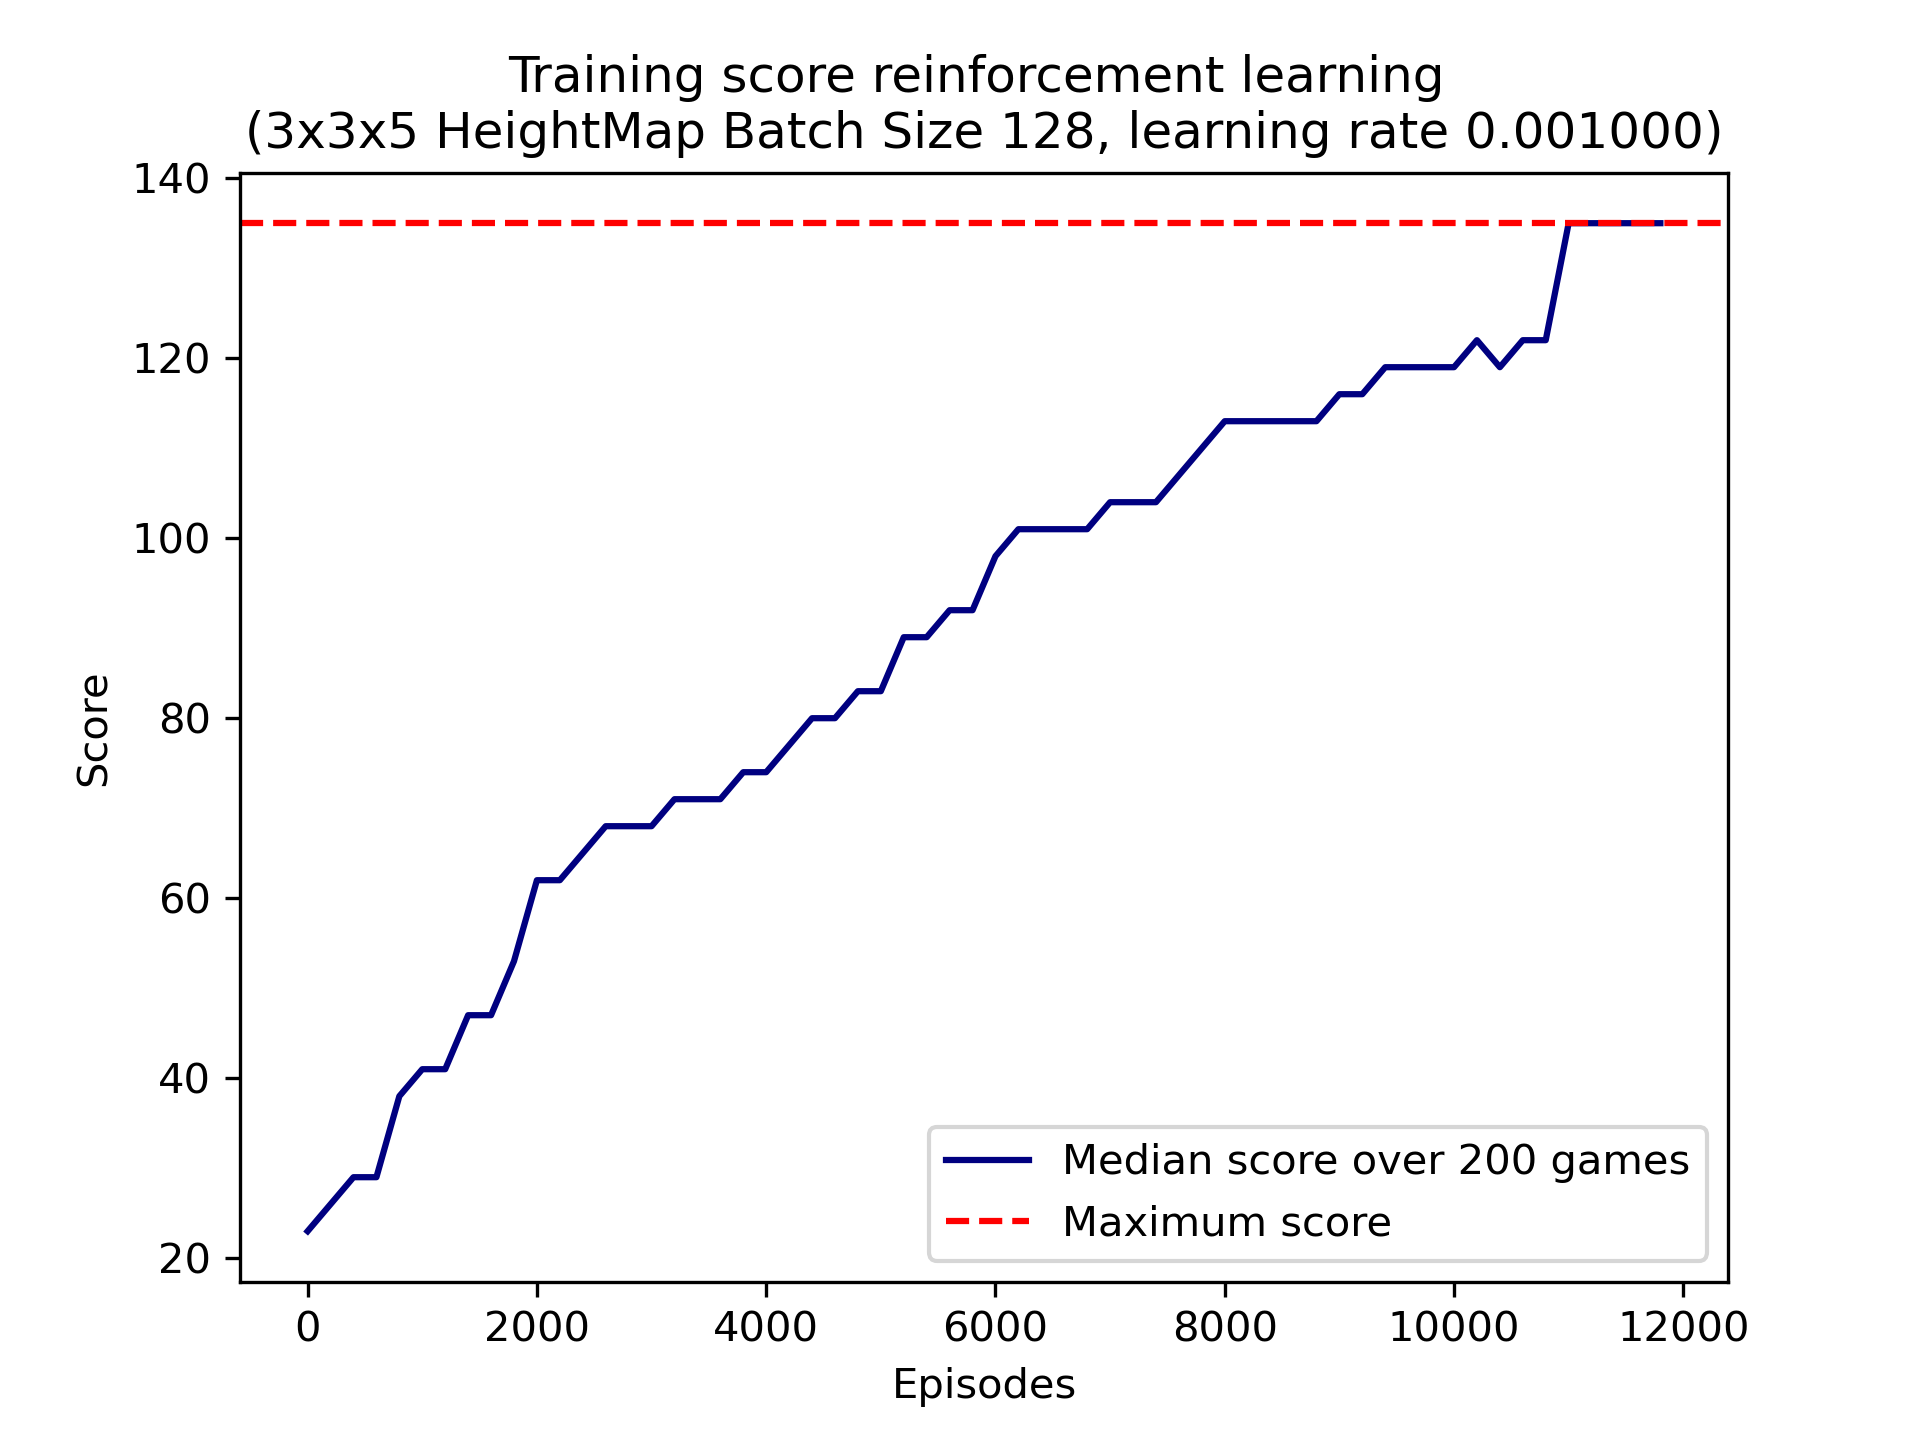 Training score reinforcement learning
(3x3x5 HeightMap Batch Size 128, learning rate 0.001000)
140
120
100
80
60
40
20
Score
Median score over 200 games
Maximum score
0 2000 4000 6000 8000 10000 12000
Episodes